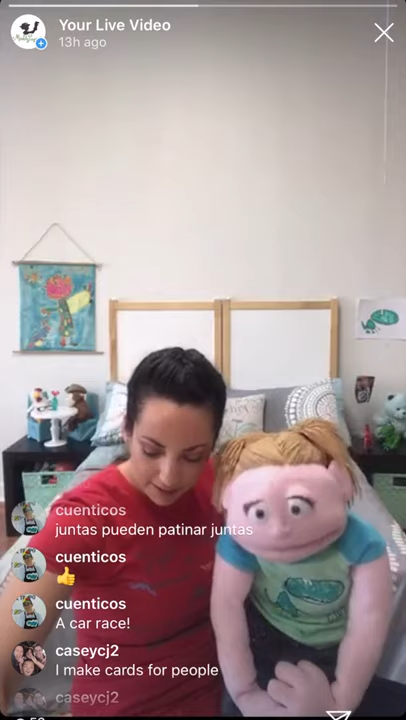 Your Live Video
13h ago
cuenticos
juntas pueden patinar juntas
cuenticos
👍
cuenticos
A car race!
caseycj2
I make cards for people
caseycj2